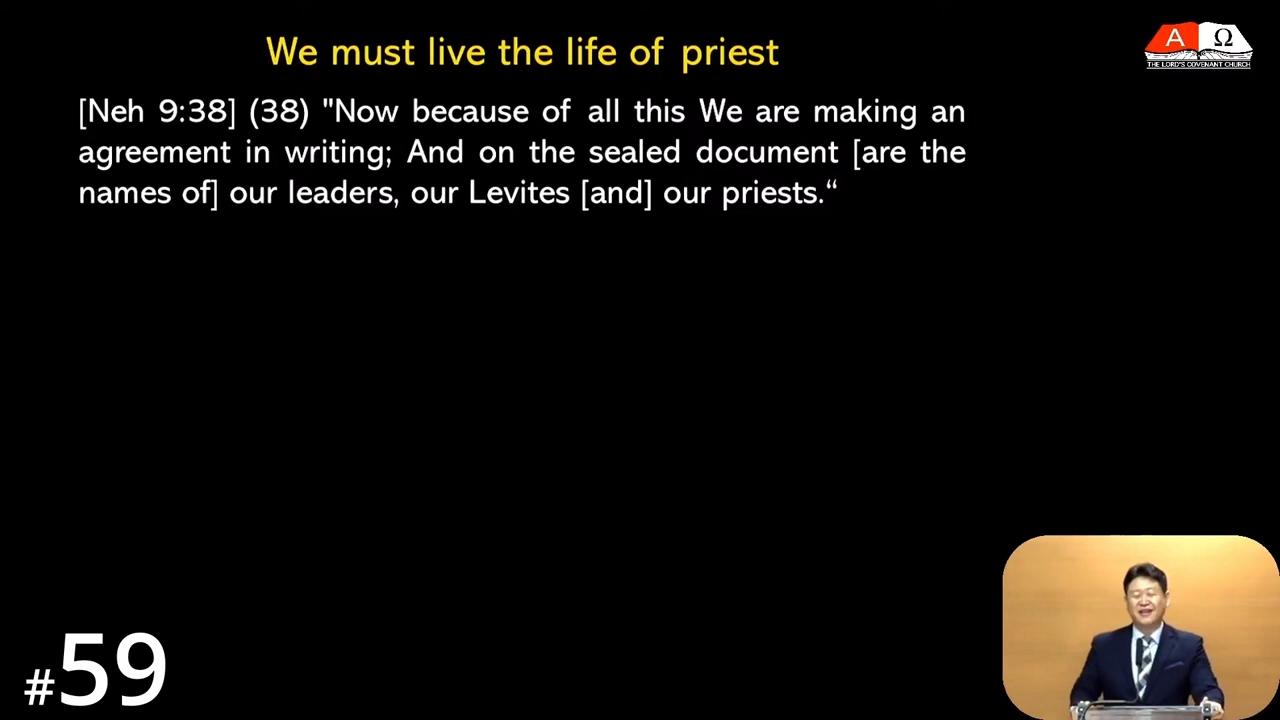 We must live the life of priest
A Ω
THE LORD'S COVENANT CHURCH
[Neh 9:38] (38) "Now because of all this We are making an
agreement in writing; And on the sealed document [are the
names of] our leaders, our Levites [and] our priests.“
#59